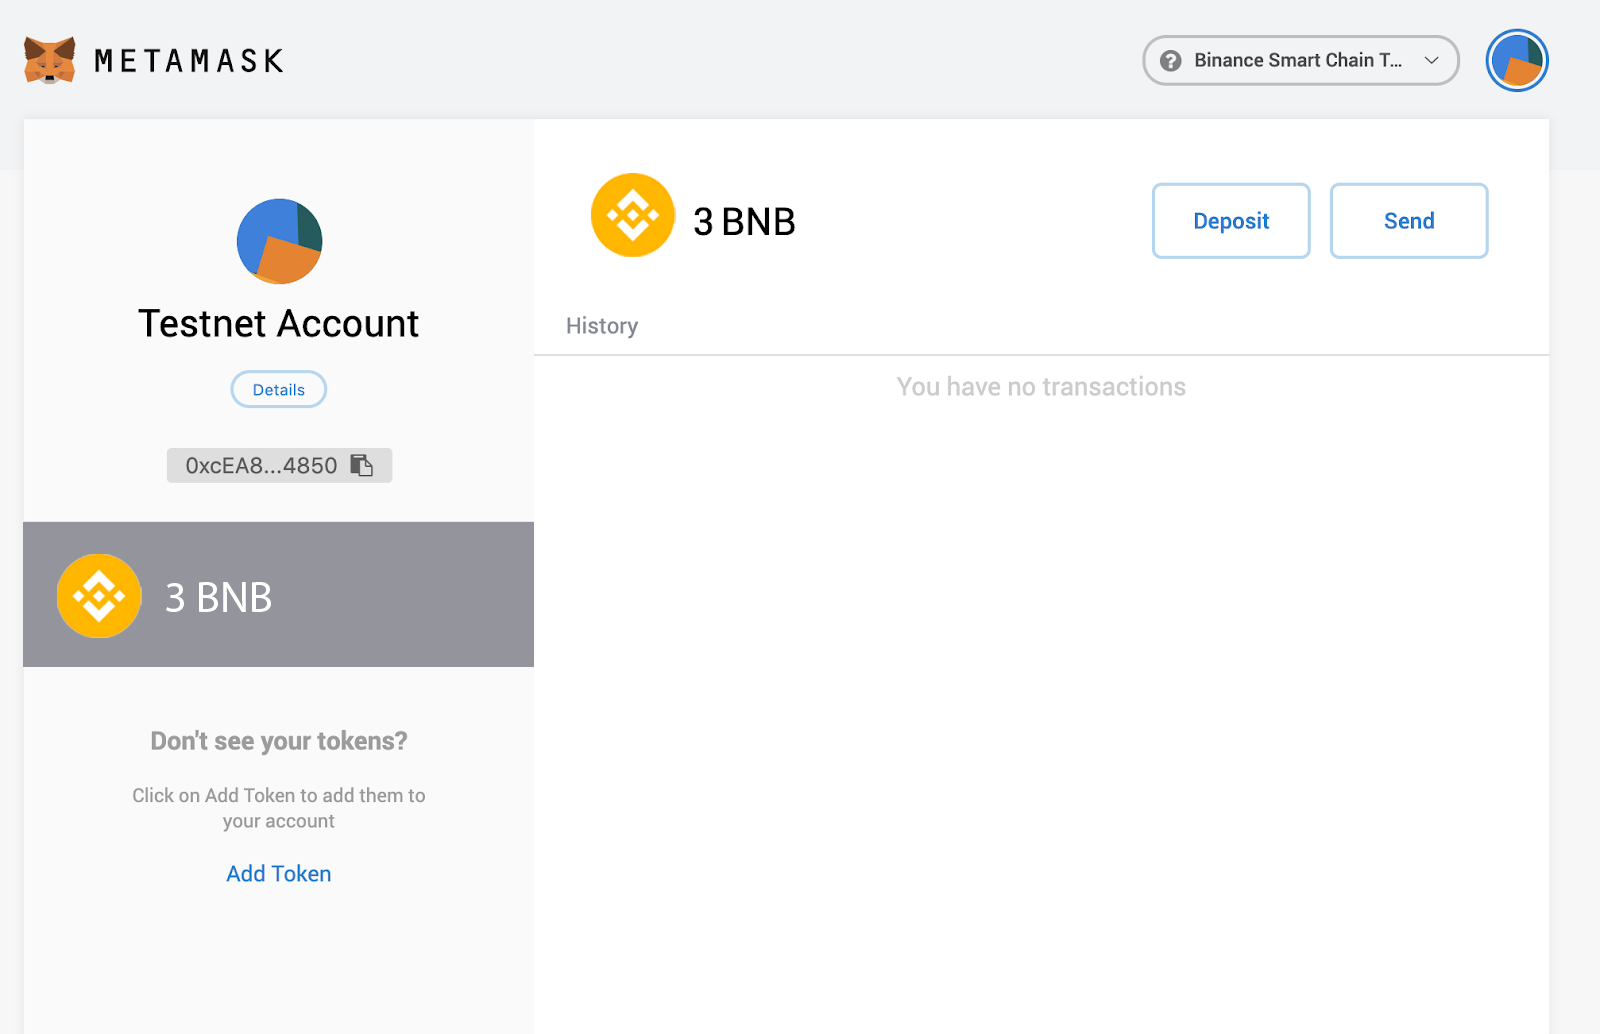 METAMASK
Binance Smart Chain T...
Testnet Account
Details
0xcEA8...4850
3 BNB
Don't see your tokens?
Click on Add Token to add them to
your account
Add Token
3 BNB
Deposit
Send
History
You have no transactions